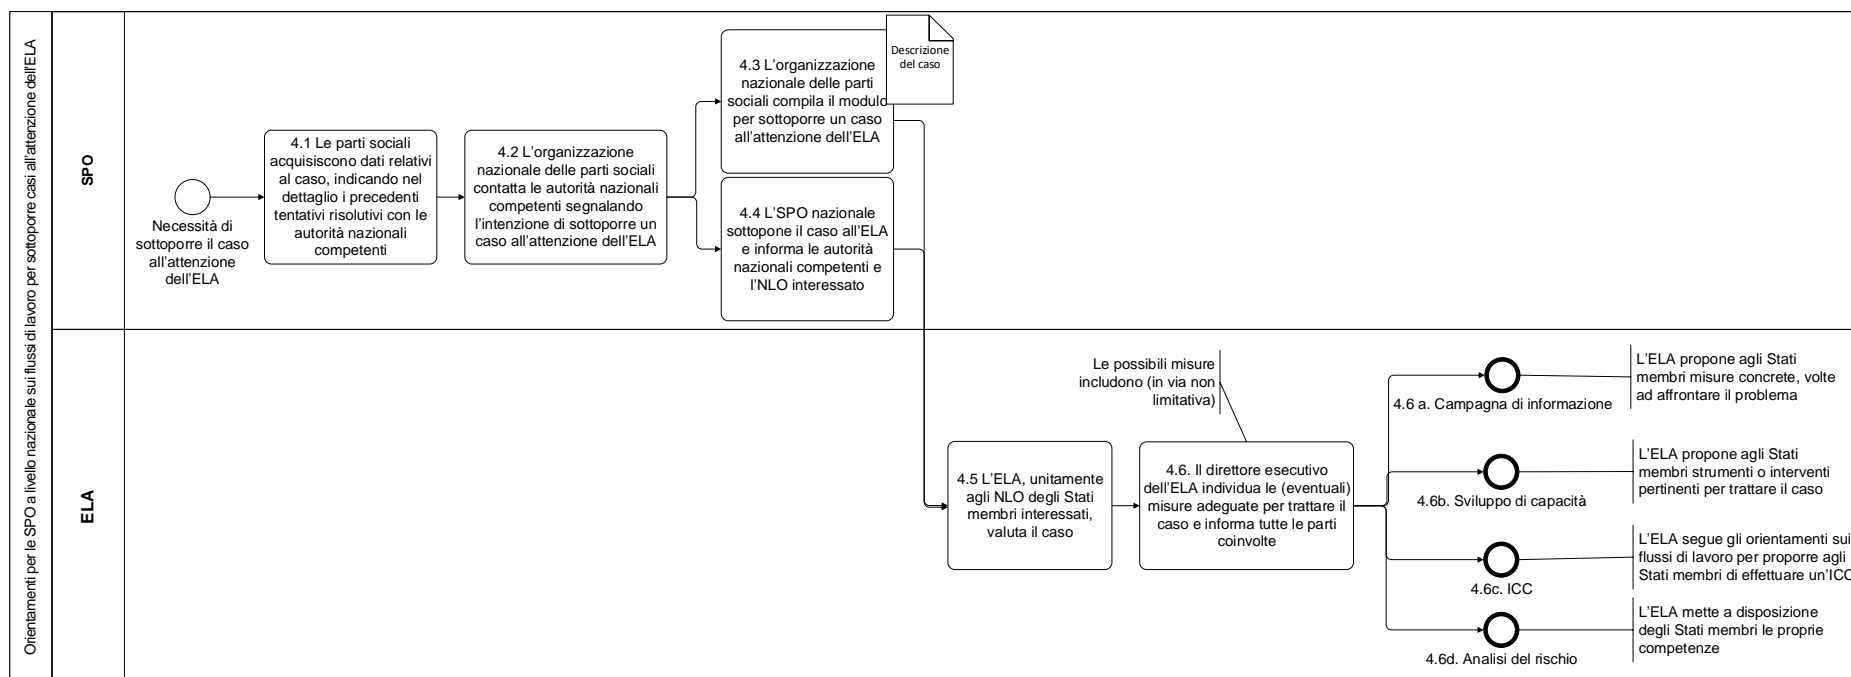 Orientamenti per le SPO a livello nazionale sui flussi di lavoro per sottoporre casi all'attenzione dell'ELA
SPO
Necessità di
sottoporre il caso
all'attenzione
dell'ELA
4.1 Le parti sociali
acquisiscono dati relativi
al caso, indicando nel
dettaglio i precedenti
tentativi risolutivi con le
autorità nazionali
competenti
4.2 L'organizzazione
nazionale delle parti sociali
contatta le autorità nazionali
competenti segnalando
l'intenzione di sottoporre un
caso all'attenzione dell'ELA
4.3 L'organizzazione
nazionale delle parti
sociali compila il modulo
per sottoporre un caso
all'attenzione dell'ELA
Descrizione
del caso
4.4 L'SPO nazionale
sottopone il caso all'ELA
e informa le autorità
nazionali competenti e
l'NLO interessato
ELA
4.5 L'ELA, unitamente
agli NLO degli Stati
membri interessati,
valuta il caso
Le possibili misure
includono (in via non
limitativa)
4.6. Il direttore esecutivo
dell'ELA individua le (eventuali)
misure adeguate per trattare il
caso e informa tutte le parti
coinvolte
4.6 a. Campagna di informazione
L'ELA propone agli Stati
membri misure concrete, volte
ad affrontare il problema
4.6b. Sviluppo di capacità
L'ELA propone agli Stati
membri strumenti o interventi
pertinenti per trattare il caso
4.6c. ICC
L'ELA segue gli orientamenti sui
flussi di lavoro per proporre agli
Stati membri di effettuare un'ICC
4.6d. Analisi del rischio
L'ELA mette a disposizione
degli Stati membri le proprie
competenze